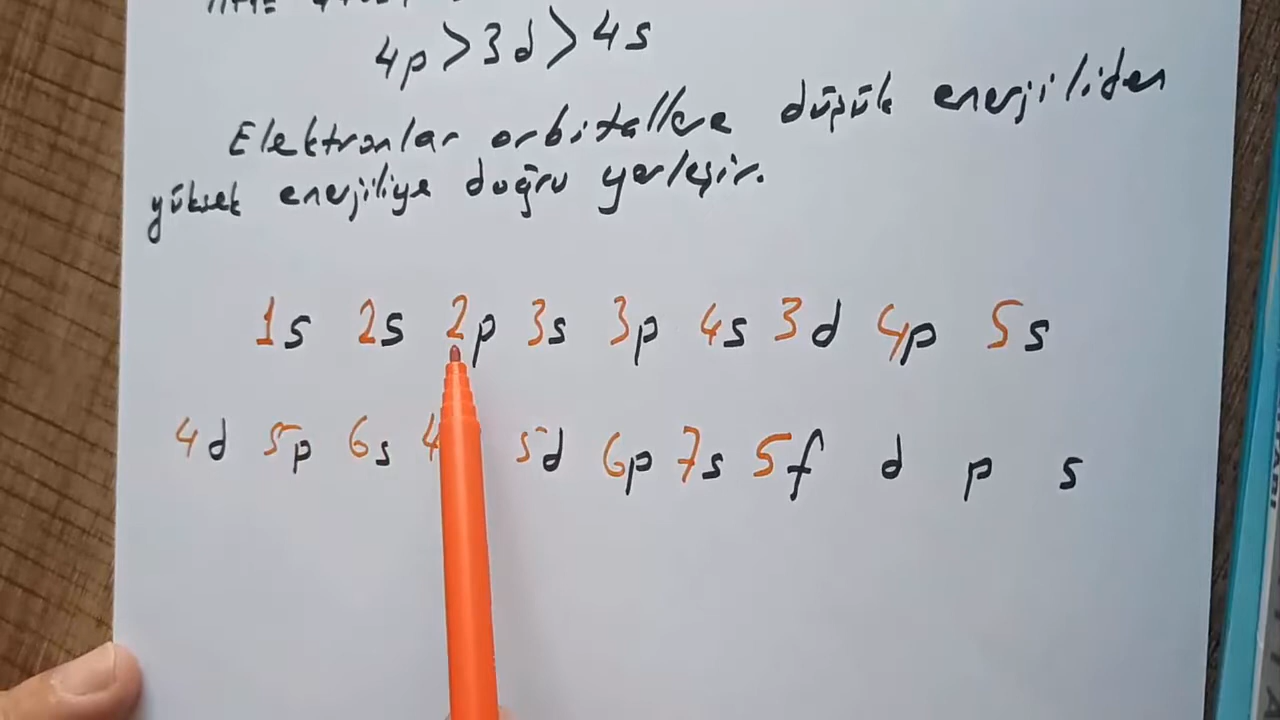 4p > 3d > 4s
Elektronlar orbitallere düşük enerjiliden
yüksek enerjiliye doğru yerleşir.
1s 2s 2p 3s 3p 4s 3d 4p 5s
4d 5p 6s 4 5d 6p 7s 5f d p s